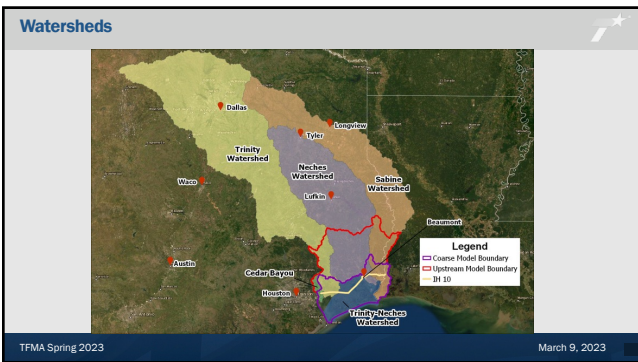 Watersheds
Dallas
Longview
Tyler
Trinity
Watershed
Neches
Watershed
Sabine
Watershed
Waco
Lufkin
Beaumont
Legend
Coarse Model Boundary
Upstream Model Boundary
IH 10
Austin
Cedar Bayou
Houston
Trinity-Neches
Watershed
TFMA Spring 2023
March 9, 2023